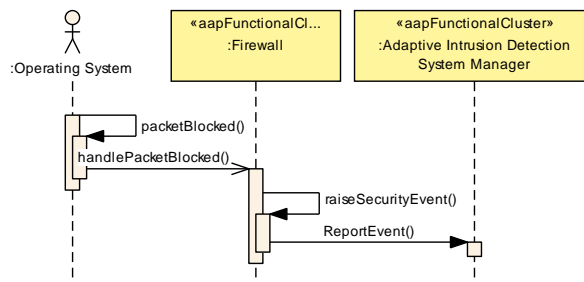 :Operating System
«aapFunctionalCl...
:Firewall
«aapFunctionalCluster»
:Adaptive Intrusion Detection
System Manager
packetBlocked()
handlePacketBlocked()
raiseSecurityEvent()
ReportEvent()